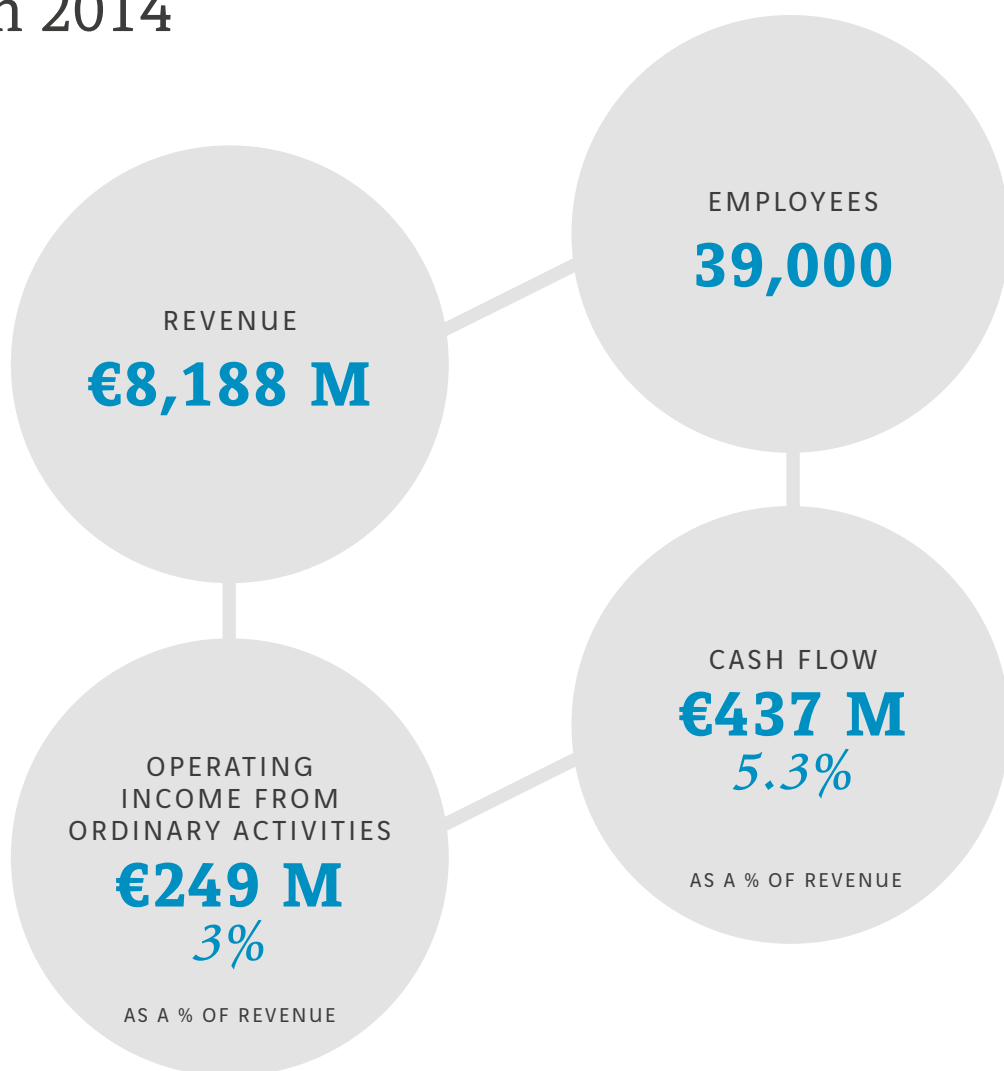 2014
REVENUE
€8,188 M
EMPLOYEES
39,000
OPERATING
INCOME FROM
ORDINARY ACTIVITIES
€249 M
3%
AS A % OF REVENUE
CASH FLOW
€437 M
5.3%
AS A % OF REVENUE